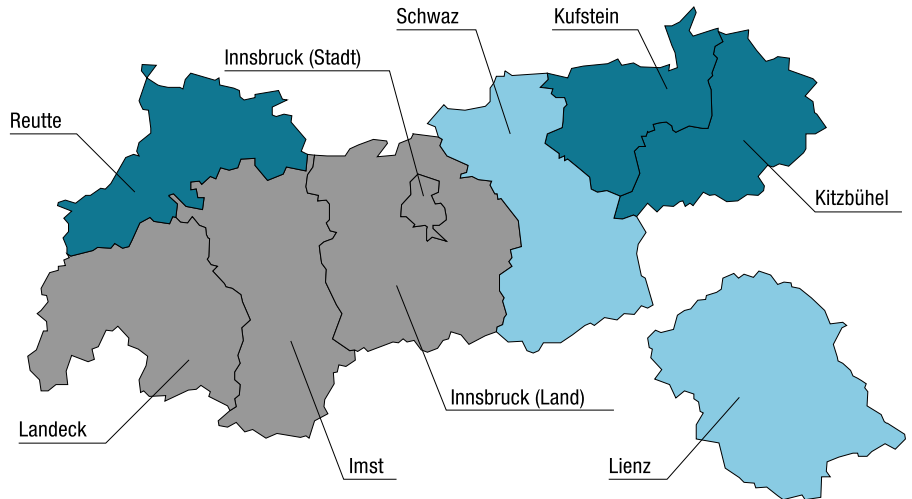 Schwaz
Kufstein
Innsbruck (Stadt)
Reutte
Kitzbühel
Innsbruck (Land)
Landeck
Imst
Lienz